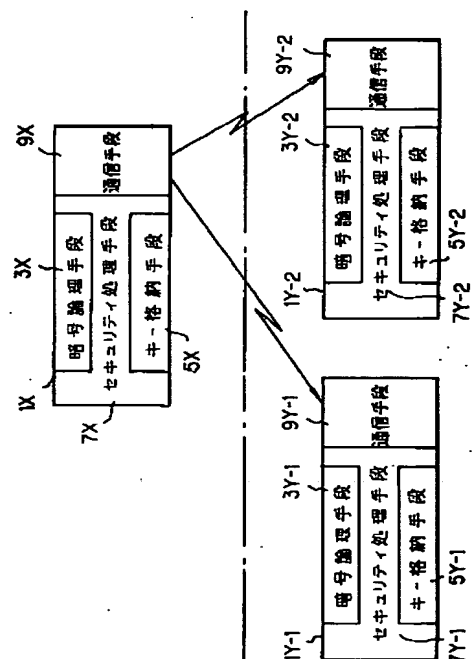 1X
3X
9X
暗号論理手段
セキュリティ処理手段
キー格納手段
通信手段
7X
5X
1Y-1
3Y-1
9Y-1
暗号論理手段
セキュリティ処理手段
キー格納手段
通信手段
7Y-1
5Y-1
1Y-2
3Y-2
9Y-2
暗号論理手段
セキュリティ処理手段
キー格納手段
通信手段
7Y-2
5Y-2